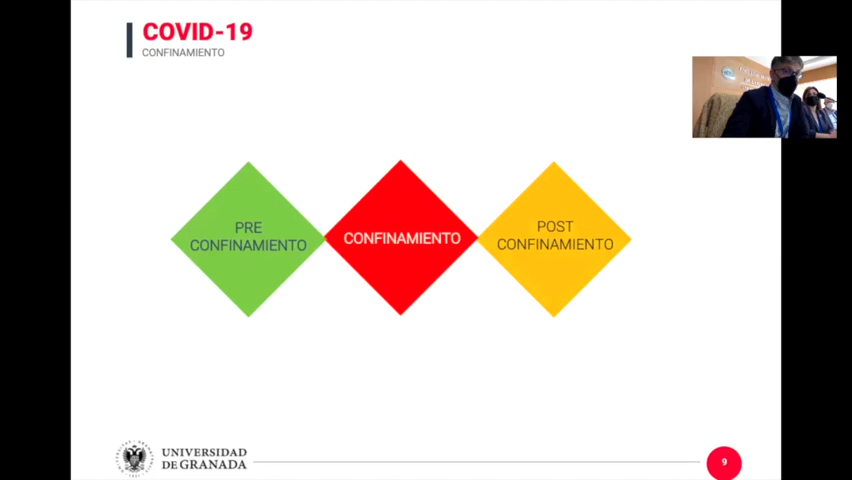 COVID-19
CONFINAMIENTO
PRE
CONFINAMIENTO
CONFINAMIENTO
POST
CONFINAMIENTO
UNIVERSIDAD
DE GRANADA
9